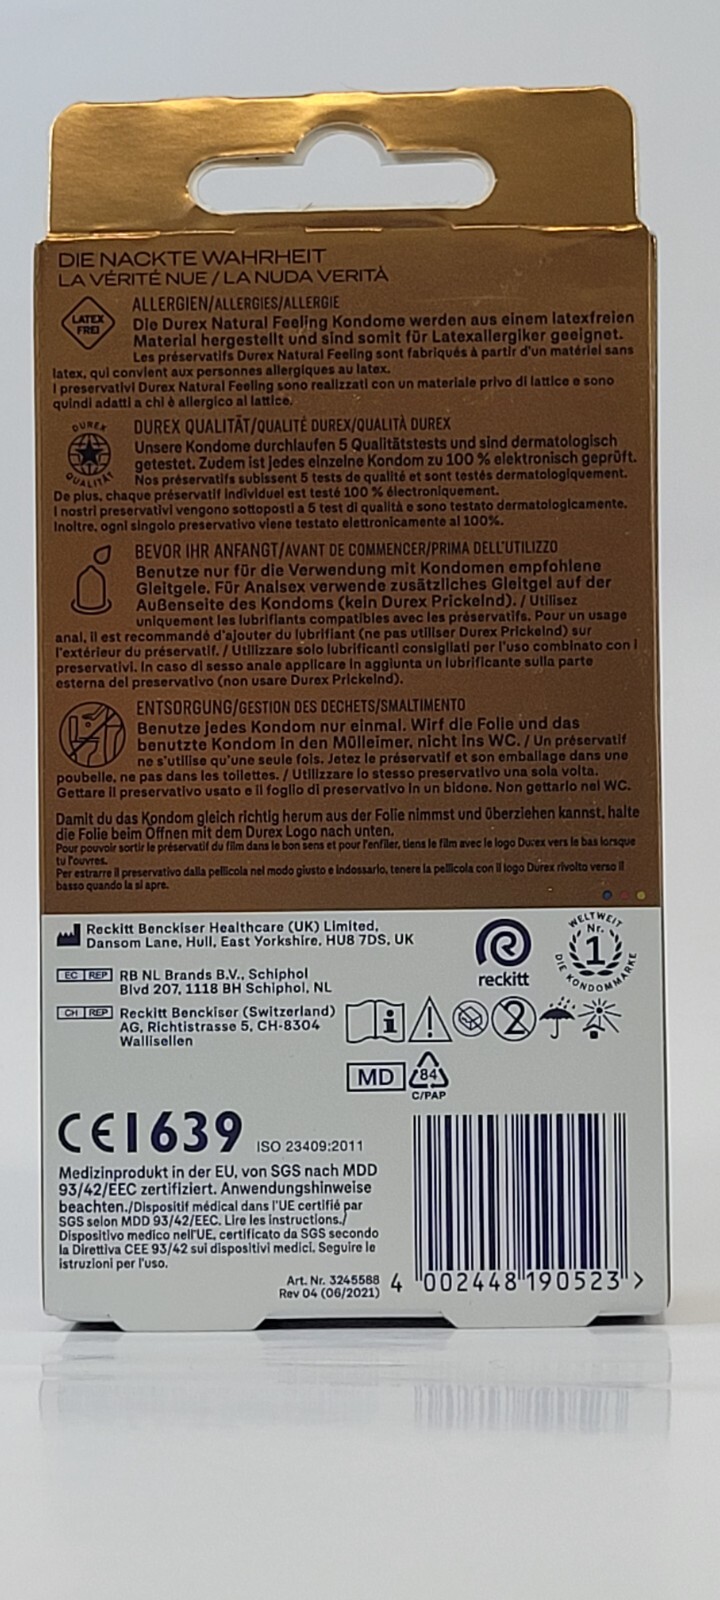 DIE NACKTE WAHRHEIT
LA VÉRITÉ NUE / LA NUDA VERITÀ
LATEX
FREI
ALLERGIEN/ALLERGIES/ALLERGIE
Die Durex Natural Feeling Kondome werden aus einem latexfreien
Material hergestellt und sind somit für Latexallergiker geeignet.
Les préservatifs Durex Natural Feeling sont fabriqués à partir d'un matériel sans
latex, qui convient aux personnes allergiques au latex.
I preservativi Durex Natural Feeling sono realizzati con un materiale privo di lattice e sono
quindi adatti a chi è allergico al lattice.
DUREX
QUALITÄT
DUREX QUALITÄT/QUALITÉ DUREX/QUALITÀ DUREX
Unsere Kondome durchlaufen 5 Qualitätstests und sind dermatologisch
getestet. Zudem ist jedes einzelne Kondom zu 100 % elektronisch geprüft.
Nos préservatifs subissent 5 tests de qualité et sont testés dermatologiquement.
De plus, chaque préservatif individuel est testé 100 % électroniquement.
I nostri preservativi vengono sottoposti a 5 test di qualità e sono testato dermatologicamente.
Inoltre, ogni singolo preservativo viene testato elettronicamente al 100%.
BEVOR IHR ANFANGT/AVANT DE COMMENCER/PRIMA DELL'UTILIZZO
Benutze nur für die Verwendung mit Kondomen empfohlene
Gleitgele. Für Analsex verwende zusätzliches Gleitgel auf der
Außenseite des Kondoms (kein Durex Prickelnd). / Utilisez
uniquement les lubrifiants compatibles avec les préservatifs. Pour un usage
anal, il est recommandé d'ajouter du lubrifiant (ne pas utiliser Durex Prickelnd) sur
l'extérieur du préservatif. / Utilizzare solo lubrificanti consigliati per l'uso combinato con i
preservativi. In caso di sesso anale applicare in aggiunta un lubrificante sulla parte
esterna del preservativo (non usare Durex Prickelnd).
ENTSORGUNG/GESTION DES DECHETS/SMALTIMENTO
Benutze jedes Kondom nur einmal. Wirf die Folie und das
benutzte Kondom in den Mülleimer, nicht ins WC. / Un préservatif
ne s'utilise qu'une seule fois. Jetez le préservatif et son emballage dans une
poubelle, ne pas dans les toilettes. / Utilizzare lo stesso preservativo una sola volta.
Gettare il preservativo usato e il foglio di preservativo in un bidone. Non gettarlo nel WC.
Damit du das Kondom gleich richtig herum aus der Folie nimmst und überziehen kannst, halte
die Folie beim Öffnen mit dem Durex Logo nach unten.
Pour pouvoir sortir le préservatif du film dans le bon sens et pour l'enfiler, tiens le film avec le logo Durex vers le bas lorsque
tu l'ouvres.
Per estrarre il preservativo dalla pellicola nel modo giusto e indossarlo, tenere la pellicola con il logo Durex rivolto verso il
basso quando la si apre.
Reckitt Benckiser Healthcare (UK) Limited,
Dansom Lane, Hull, East Yorkshire, HU8 7DS, UK
EC REP
RB NL Brands B.V., Schiphol
Blvd 207, 1118 BH Schiphol, NL
CH REP
Reckitt Benckiser (Switzerland)
AG, Richtistrasse 5, CH-8304
Wallisellen
reckitt
WELTWEIT
Nr.
1
DIE KONDOMMARKE
i
2
MD
84
C/PAP
CE1639 ISO 23409:2011
Medizinprodukt in der EU, von SGS nach MDD
93/42/EEC zertifiziert. Anwendungshinweise
beachten./Dispositif médical dans l'UE certifié par
SGS selon MDD 93/42/EEC. Lire les instructions./
Dispositivo medico nell'UE, certificato da SGS secondo
la Direttiva CEE 93/42 sui dispositivi medici. Seguire le
istruzioni per l'uso.
Art. Nr. 3245588
Rev 04 (06/2021)
4 002448 190523 >